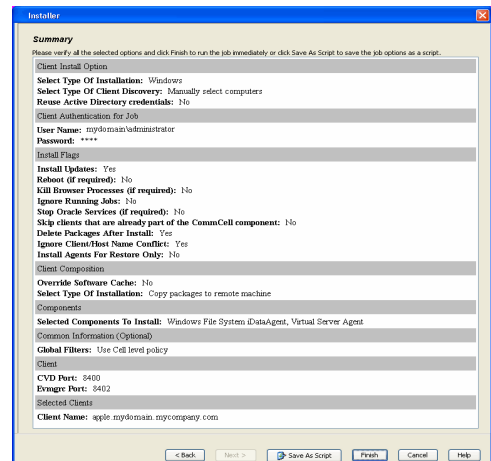 Installer
Summary
Please verify all the selected options and click Finish to run the job immediately or click Save As Script to save the job options as a script.
Client Install Option
Select Type Of Installation: Windows
Select Type Of Client Discovery: Manually select computers
Reuse Active Directory credentials: No
Client Authentication for Job
User Name: mydomain\administrator
Password: ****
Install Flags
Install Updates: Yes
Reboot (if required): No
Kill Browser Processes (if required): No
Ignore Running Jobs: No
Stop Oracle Services (if required): No
Skip clients that are already part of the CommCell component: No
Delete Packages After Install: Yes
Ignore Client/Host Name Conflict: Yes
Install Agents For Restore Only: No
Client Composition
Override Software Cache: No
Select Type Of Installation: Copy packages to remote machine
Components
Selected Components To Install: Windows File System iDataAgent, Virtual Server Agent
Common Information (Optional)
Global Filters: Use Cell level policy
Client
CVD Port: 8400
Evmgrc Port: 8402
Selected Clients
Client Name: apple.mydomain.mycompany.com
< Back Next > Save As Script Finish Cancel Help